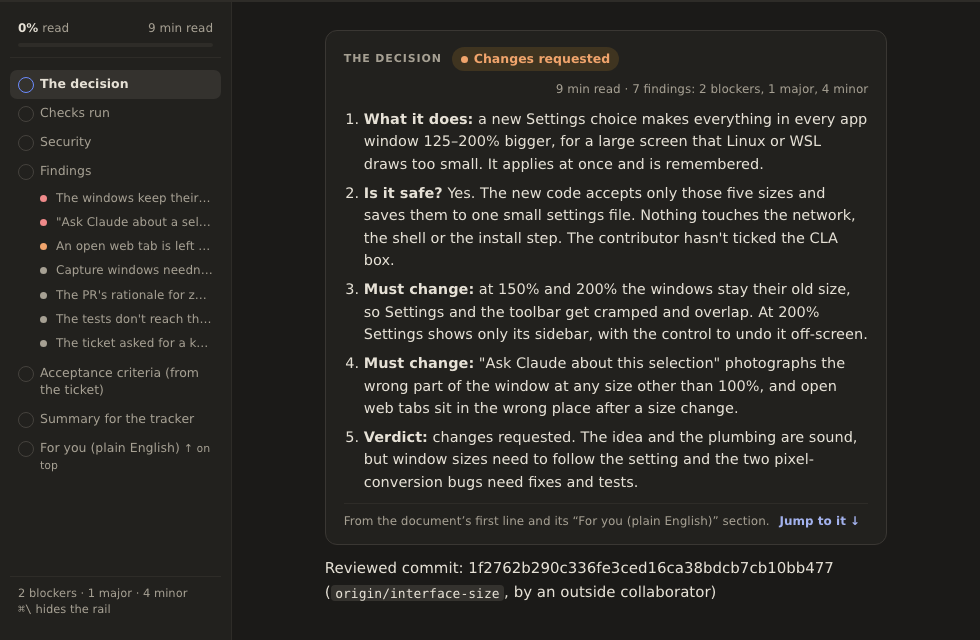 0% read 9 min read
The decision
Checks run
Security
Findings
The windows keep their…
"Ask Claude about a sel…
An open web tab is left …
Capture windows needn…
The PR's rationale for z…
The tests don't reach th…
The ticket asked for a k…
Acceptance criteria (from
the ticket)
Summary for the tracker
For you (plain English) ↑ on
top
2 blockers · 1 major · 4 minor
⌘\ hides the rail
THE DECISION Changes requested
9 min read · 7 findings: 2 blockers, 1 major, 4 minor
1. What it does: a new Settings choice makes everything in every app
window 125–200% bigger, for a large screen that Linux or WSL
draws too small. It applies at once and is remembered.
2. Is it safe? Yes. The new code accepts only those five sizes and
saves them to one small settings file. Nothing touches the network,
the shell or the install step. The contributor hasn't ticked the CLA
box.
3. Must change: at 150% and 200% the windows stay their old size,
so Settings and the toolbar get cramped and overlap. At 200%
Settings shows only its sidebar, with the control to undo it off-screen.
4. Must change: "Ask Claude about this selection" photographs the
wrong part of the window at any size other than 100%, and open
web tabs sit in the wrong place after a size change.
5. Verdict: changes requested. The idea and the plumbing are sound,
but window sizes need to follow the setting and the two pixel-
conversion bugs need fixes and tests.
From the document’s first line and its “For you (plain English)” section. Jump to it ↓
Reviewed commit: 1f2762b290c336fe3ced16ca38bdcb7cb10bb477
(origin/interface-size, by an outside collaborator)